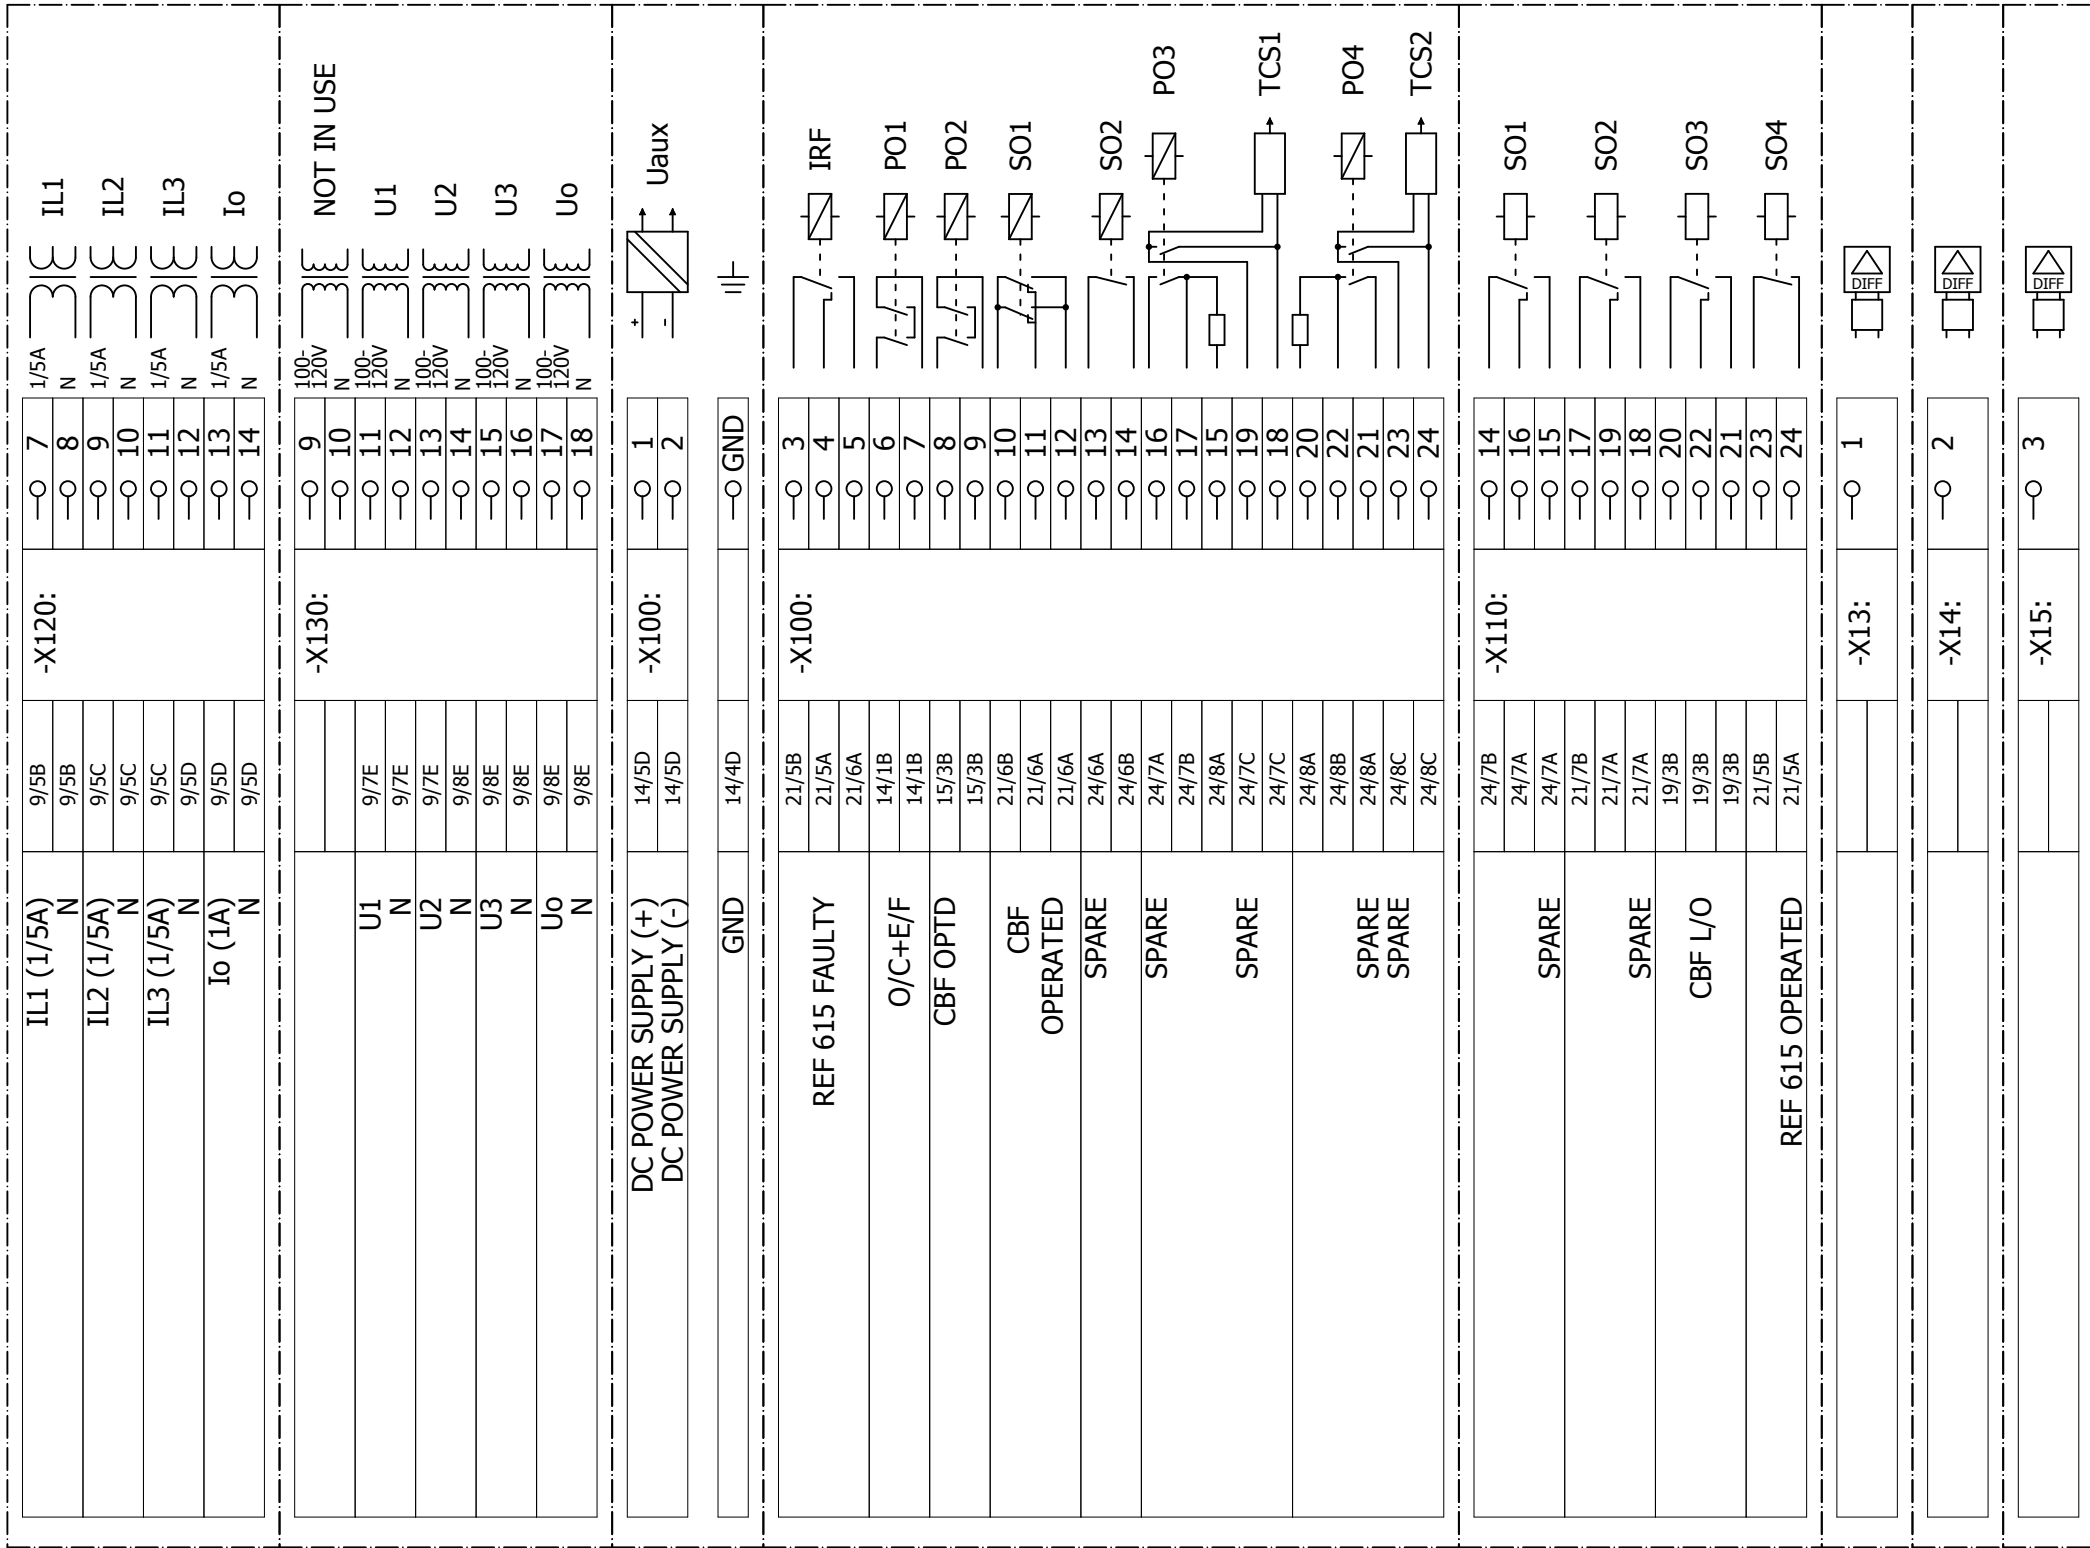 IL1
IL2
IL3
Io
1/5A
N
1/5A
N
1/5A
N
1/5A
N
7
8
9
10
11
12
13
14
-X120:
9/5B
9/5B
9/5C
9/5C
9/5C
9/5D
9/5D
9/5D
IL1 (1/5A)
N
IL2 (1/5A)
N
IL3 (1/5A)
N
Io (1A)
N
NOT IN USE
U1
U2
U3
Uo
100-
120V
N
100-
120V
N
100-
120V
N
100-
120V
N
100-
120V
N
9
10
11
12
13
14
15
16
17
18
-X130:
9/7E
9/7E
9/7E
9/8E
9/8E
9/8E
9/8E
9/8E
U1
N
U2
N
U3
N
Uo
N
Uaux
+
-
1
2
GND
-X100:
14/5D
14/5D
14/4D
DC POWER SUPPLY (+)
DC POWER SUPPLY (-)
GND
IRF
PO1
PO2
SO1
SO2
PO3
TCS1
PO4
TCS2
3
4
5
6
7
8
9
10
11
12
13
14
16
17
15
19
18
20
22
21
23
24
-X100:
21/5B
21/5A
21/6A
14/1B
14/1B
15/3B
15/3B
21/6B
21/6A
21/6A
24/6A
24/6B
24/7A
24/7B
24/8A
24/7C
24/7C
24/8A
24/8B
24/8A
24/8C
24/8C
REF 615 FAULTY
O/C+E/F
CBF OPTD
CBF
OPERATED
SPARE
SPARE
SPARE
SPARE
SPARE
SO1
SO2
SO3
SO4
14
16
15
17
19
18
20
22
21
23
24
-X110:
24/7B
24/7A
24/7A
21/7B
21/7A
21/7A
19/3B
19/3B
19/3B
21/5B
21/5A
SPARE
SPARE
CBF L/O
REF 615 OPERATED
DIFF
1
-X13:
DIFF
2
-X14:
DIFF
3
-X15: